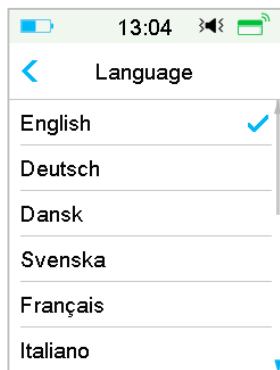 13:04
Language
English
Deutsch
Dansk
Svenska
Français
Italiano